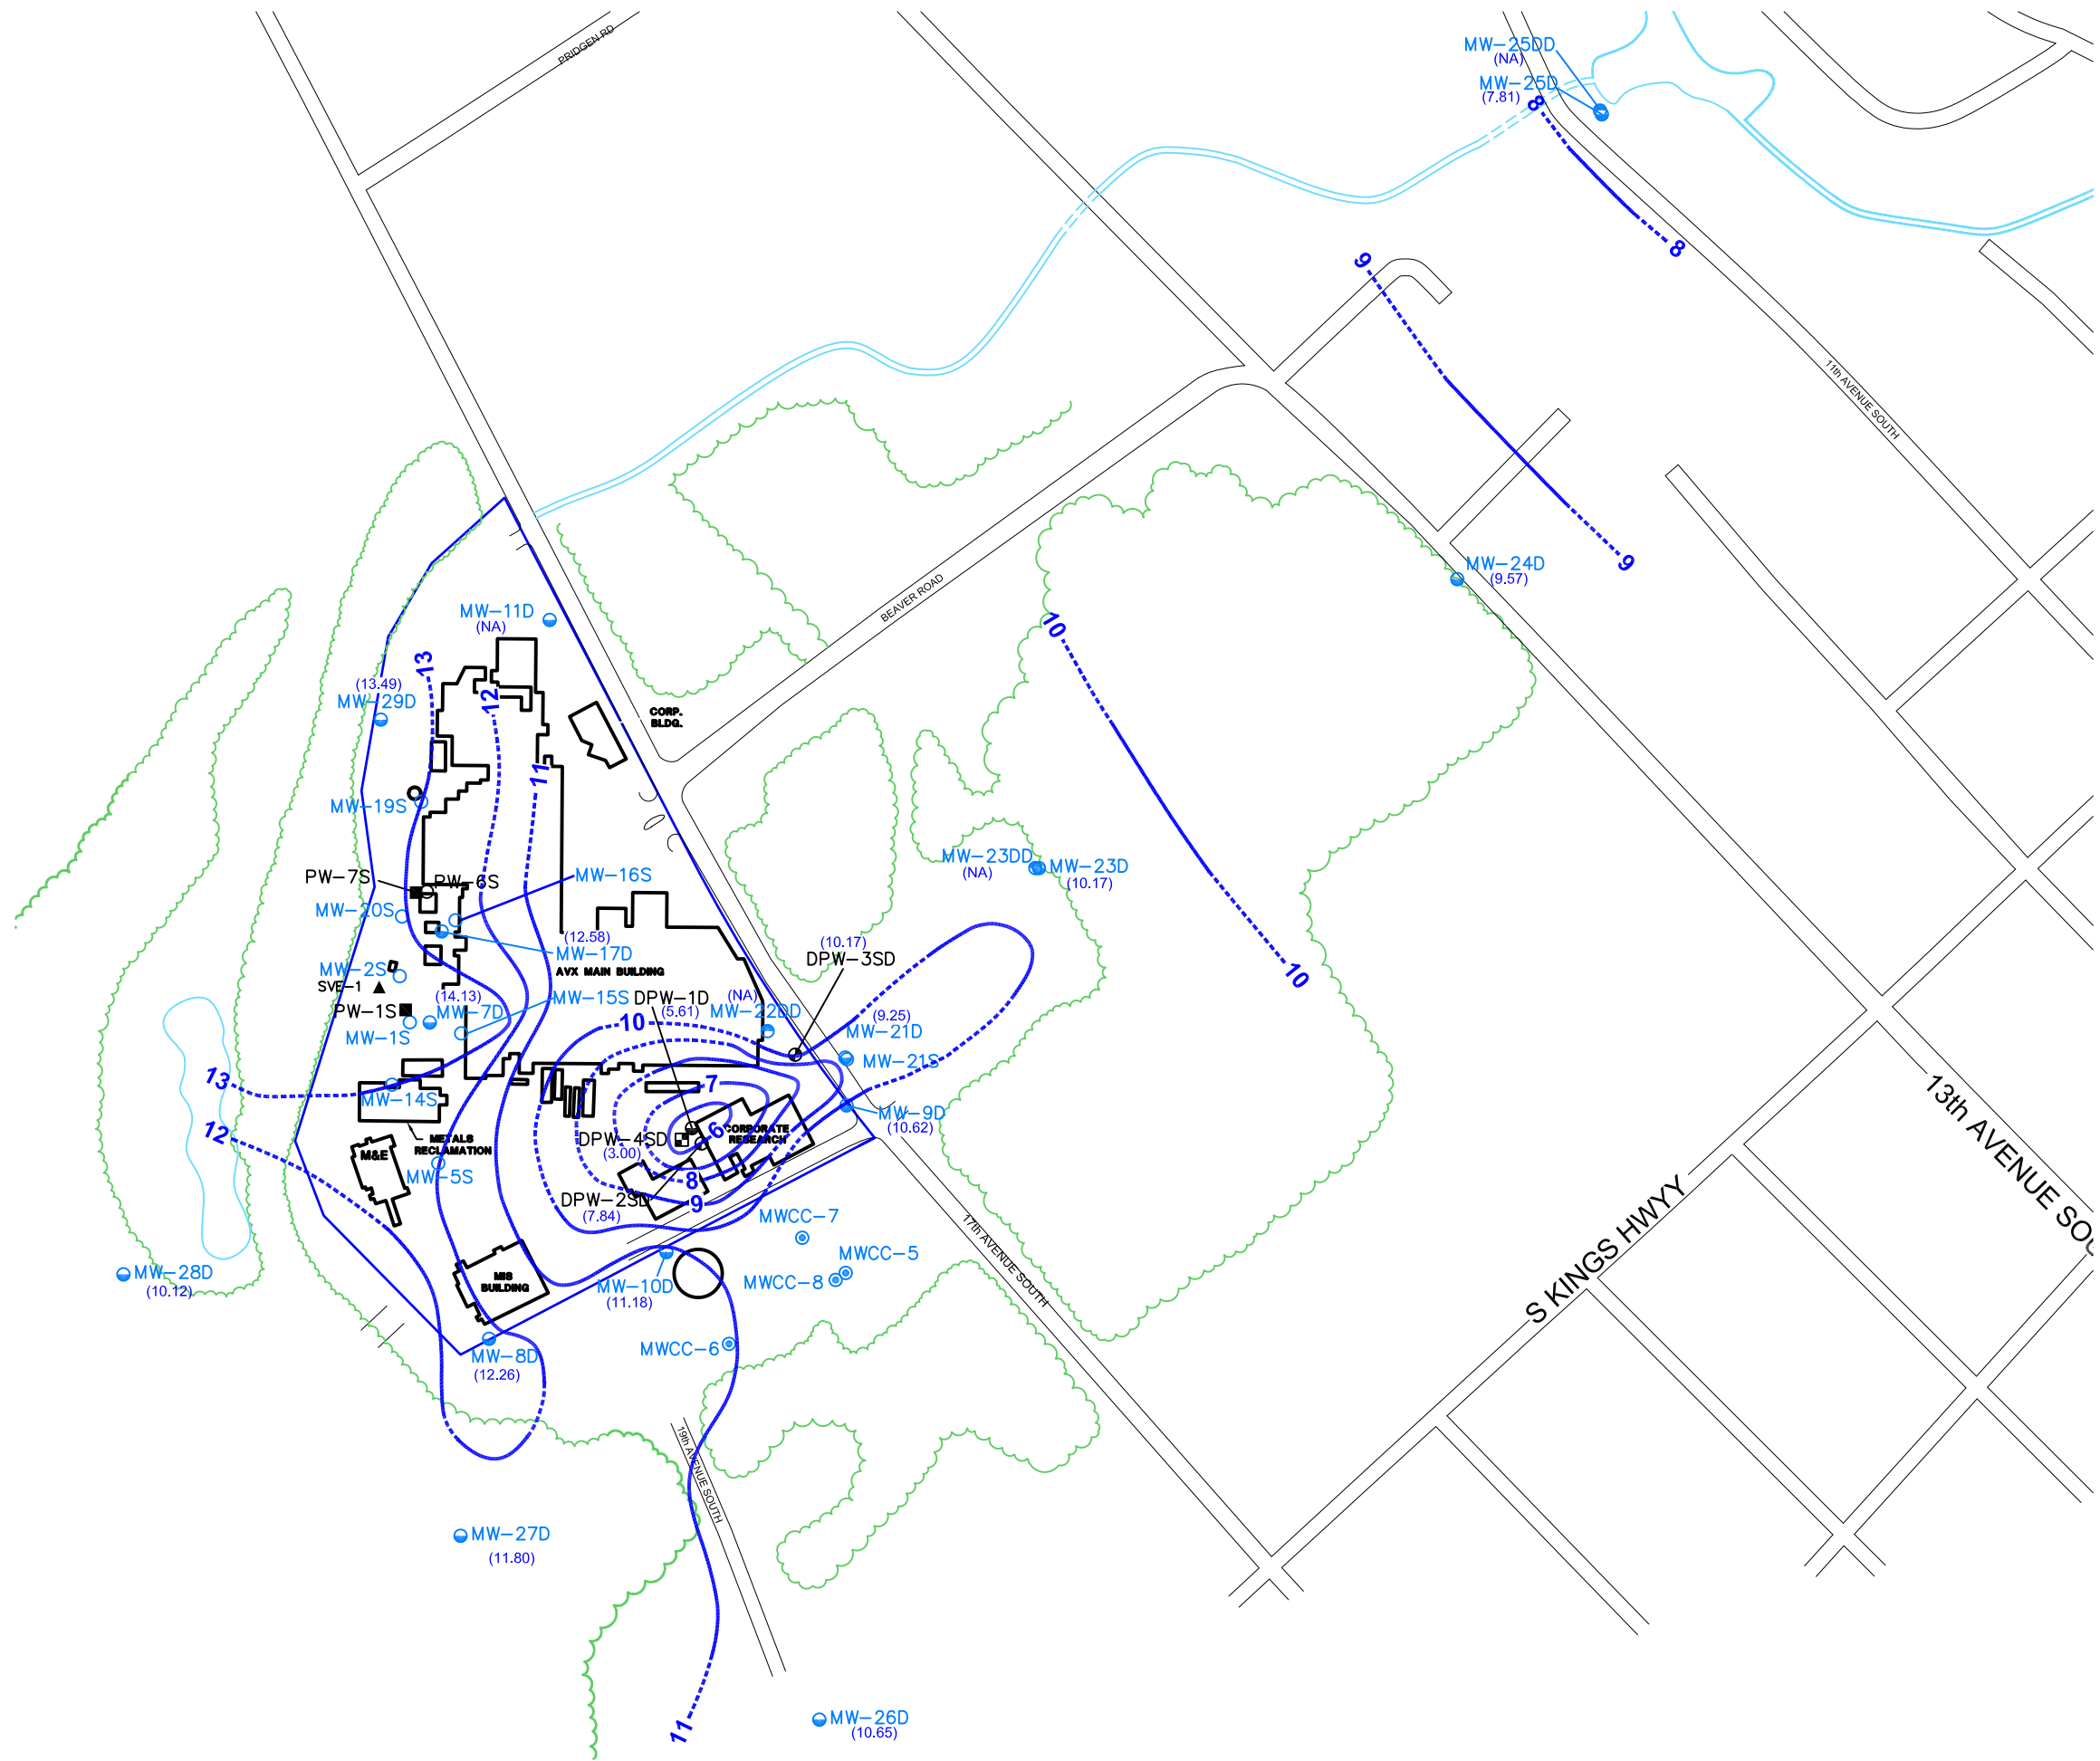 PRIDGEN RD
MW-25DD
(NA)
MW-25D
(7.81)
8
8
9
11th AVENUE SOUTH
9
MW-24D
(9.57)
BEAVER ROAD
MW-11D
(NA)
10
13
12
(13.49)
MW-29D
CORP.
BLDG.
11
MW-19S
MW-23DD
(NA)
MW-23D
(10.17)
PW-7S
PW-6S
MW-16S
MW-20S
(12.58)
MW-17D
AVX MAIN BUILDING
(10.17)
DPW-3SD
10
MW-2S
SVE-1
(14.13)
MW-7D
MW-15S
PW-1S
MW-1S
DPW-1D
(5.61)
(NA)
MW-22DD
10
(9.25)
MW-21D
MW-21S
13
MW-14S
7
MW-9D
(10.62)
12
METALS
RECLAMATION
M&E
MW-5S
DPW-4SD
(3.00)
6
CORPORATE
RESEARCH
8
9
DPW-2SD
(7.84)
13th AVENUE SOU
S KINGS HWYY
MWCC-7
17th AVENUE SOUTH
MWCC-5
MWCC-8
MW-28D
(10.12)
MIS
BUILDING
MW-10D
(11.18)
MWCC-6
MW-8D
(12.26)
19th AVENUE SOUTH
MW-27D
(11.80)
11
MW-26D
(10.65)